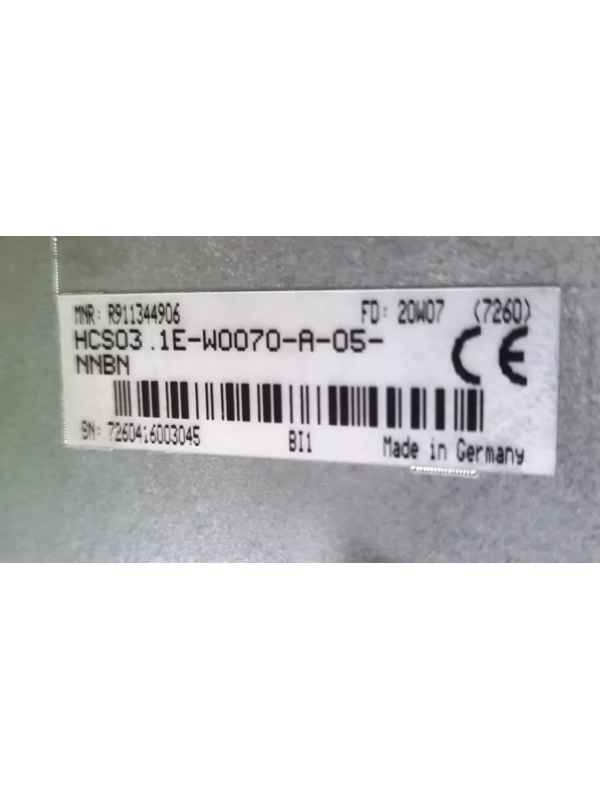 MNR: R911344906 FD: 20W07 (7260)
HCS03.1E-W0070-A-05-
NNBN
CE
SN: 7260416003045 BI1 Made in Germany